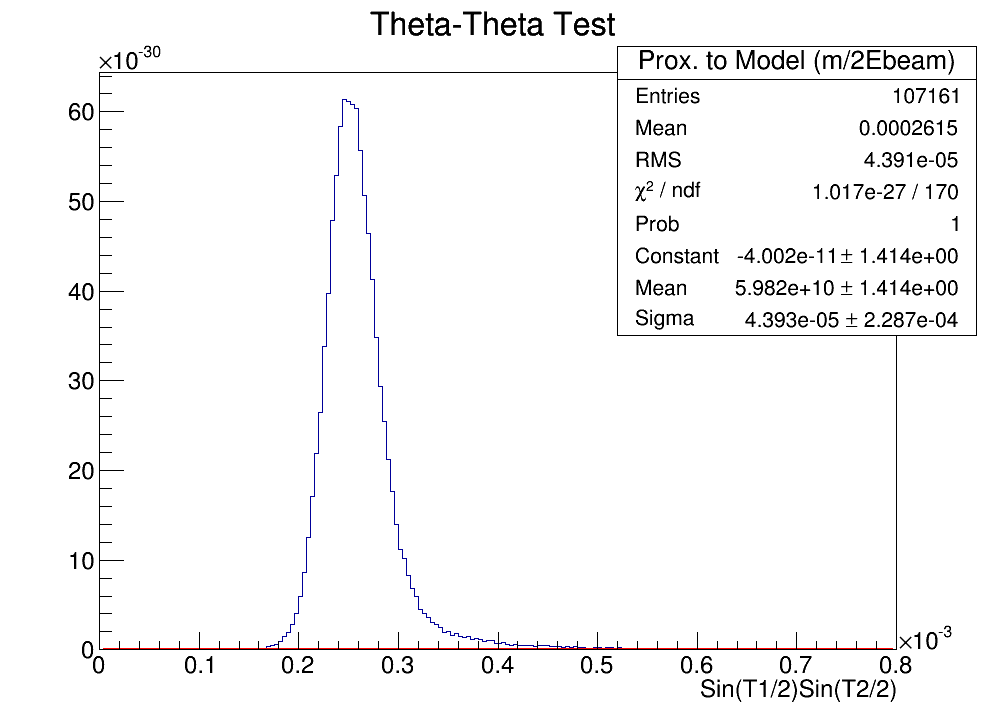 Theta-Theta Test
×10⁻³⁰
Prox. to Model (m/2Ebeam)
Entries 107161
Mean 0.0002615
RMS 4.391e-05
χ² / ndf 1.017e-27 / 170
Prob 1
Constant -4.002e-11 ± 1.414e+00
Mean 5.982e+10 ± 1.414e+00
Sigma 4.393e-05 ± 2.287e-04
60
50
40
30
20
10
0
0 0.1 0.2 0.3 0.4 0.5 0.6 0.7 0.8
×10⁻³
Sin(T1/2)Sin(T2/2)